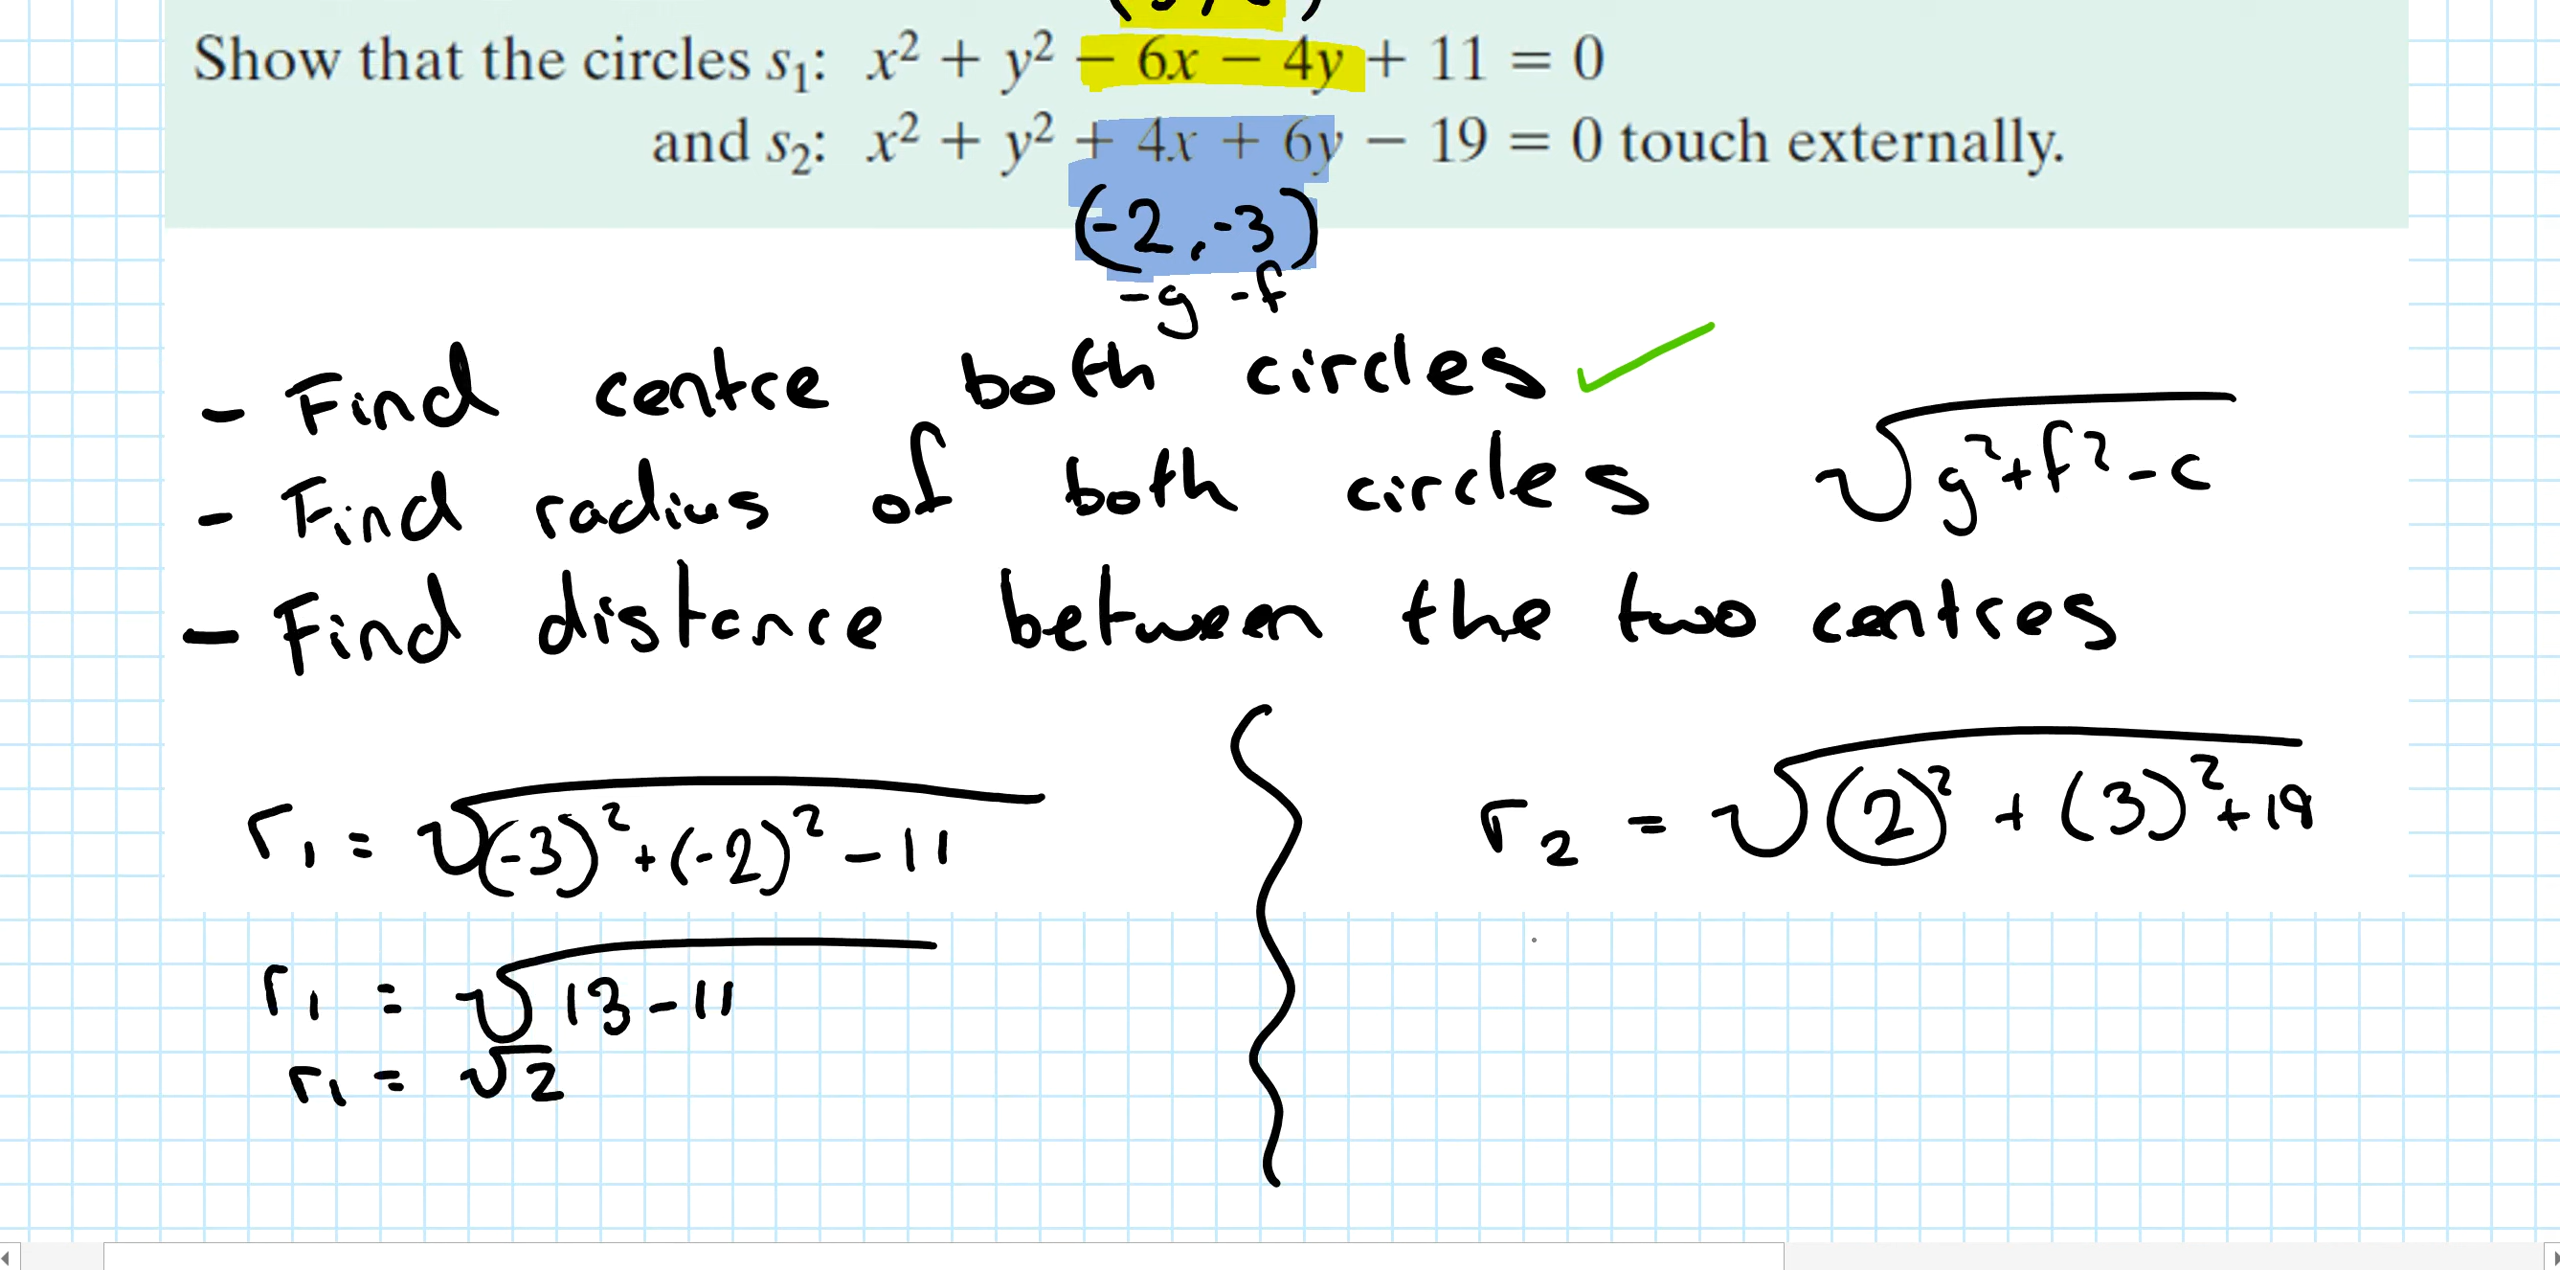 Show that the circles s₁: x² + y² − 6x − 4y + 11 = 0
and s₂: x² + y² + 4x + 6y − 19 = 0 touch externally.
(-2, -3)
-g -f
- Find centre both circles ✓
- Find radius of both circles √(g²+f²-c)
- Find distance between the two centres
r₁ = √((-3)²+(-2)²-11)
r₂ = √((2)²+(3)²+19)
r₁ = √(13-11)
r₁ = √2